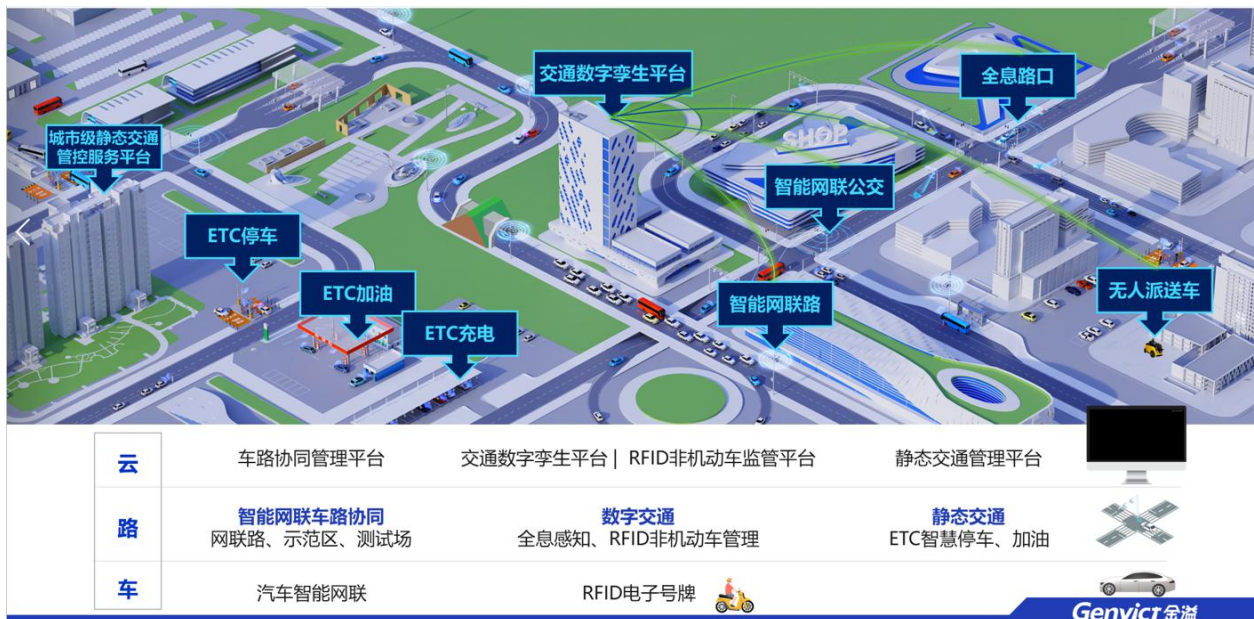 交通数字孪生平台
全息路口
城市级静态交通
管控服务平台
SHOP
智能网联公交
ETC停车
ETC加油
智能网联路
无人派送车
ETC充电
云
车路协同管理平台
交通数字孪生平台 | RFID非机动车监管平台
静态交通管理平台
路
智能网联车路协同
网联路、示范区、测试场
数字交通
全息感知、RFID非机动车管理
静态交通
ETC智慧停车、加油
车
汽车智能网联
RFID电子号牌
Genvict 金溢